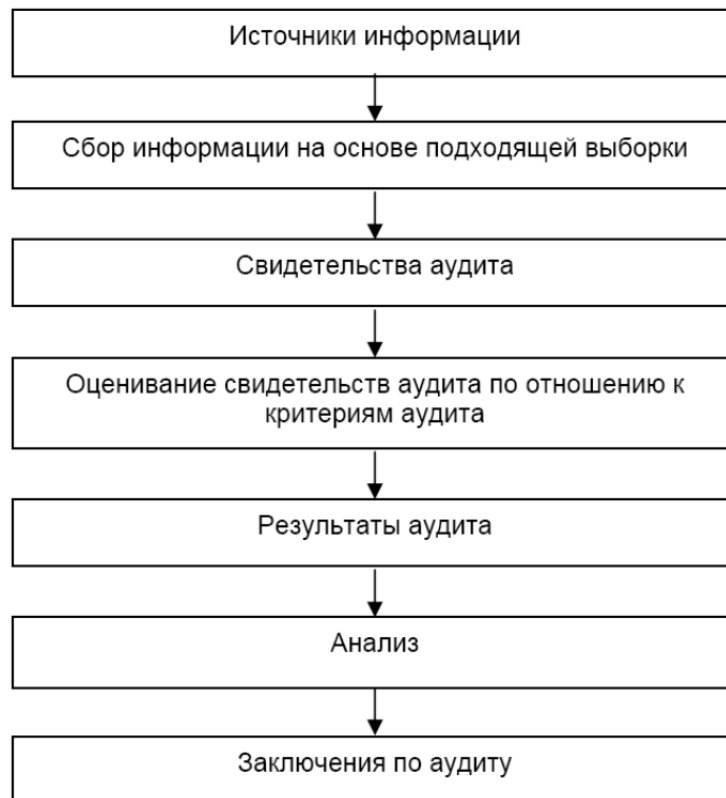 Источники информации
Сбор информации на основе подходящей выборки
Свидетельства аудита
Оценивание свидетельств аудита по отношению к
критериям аудита
Результаты аудита
Анализ
Заключения по аудиту